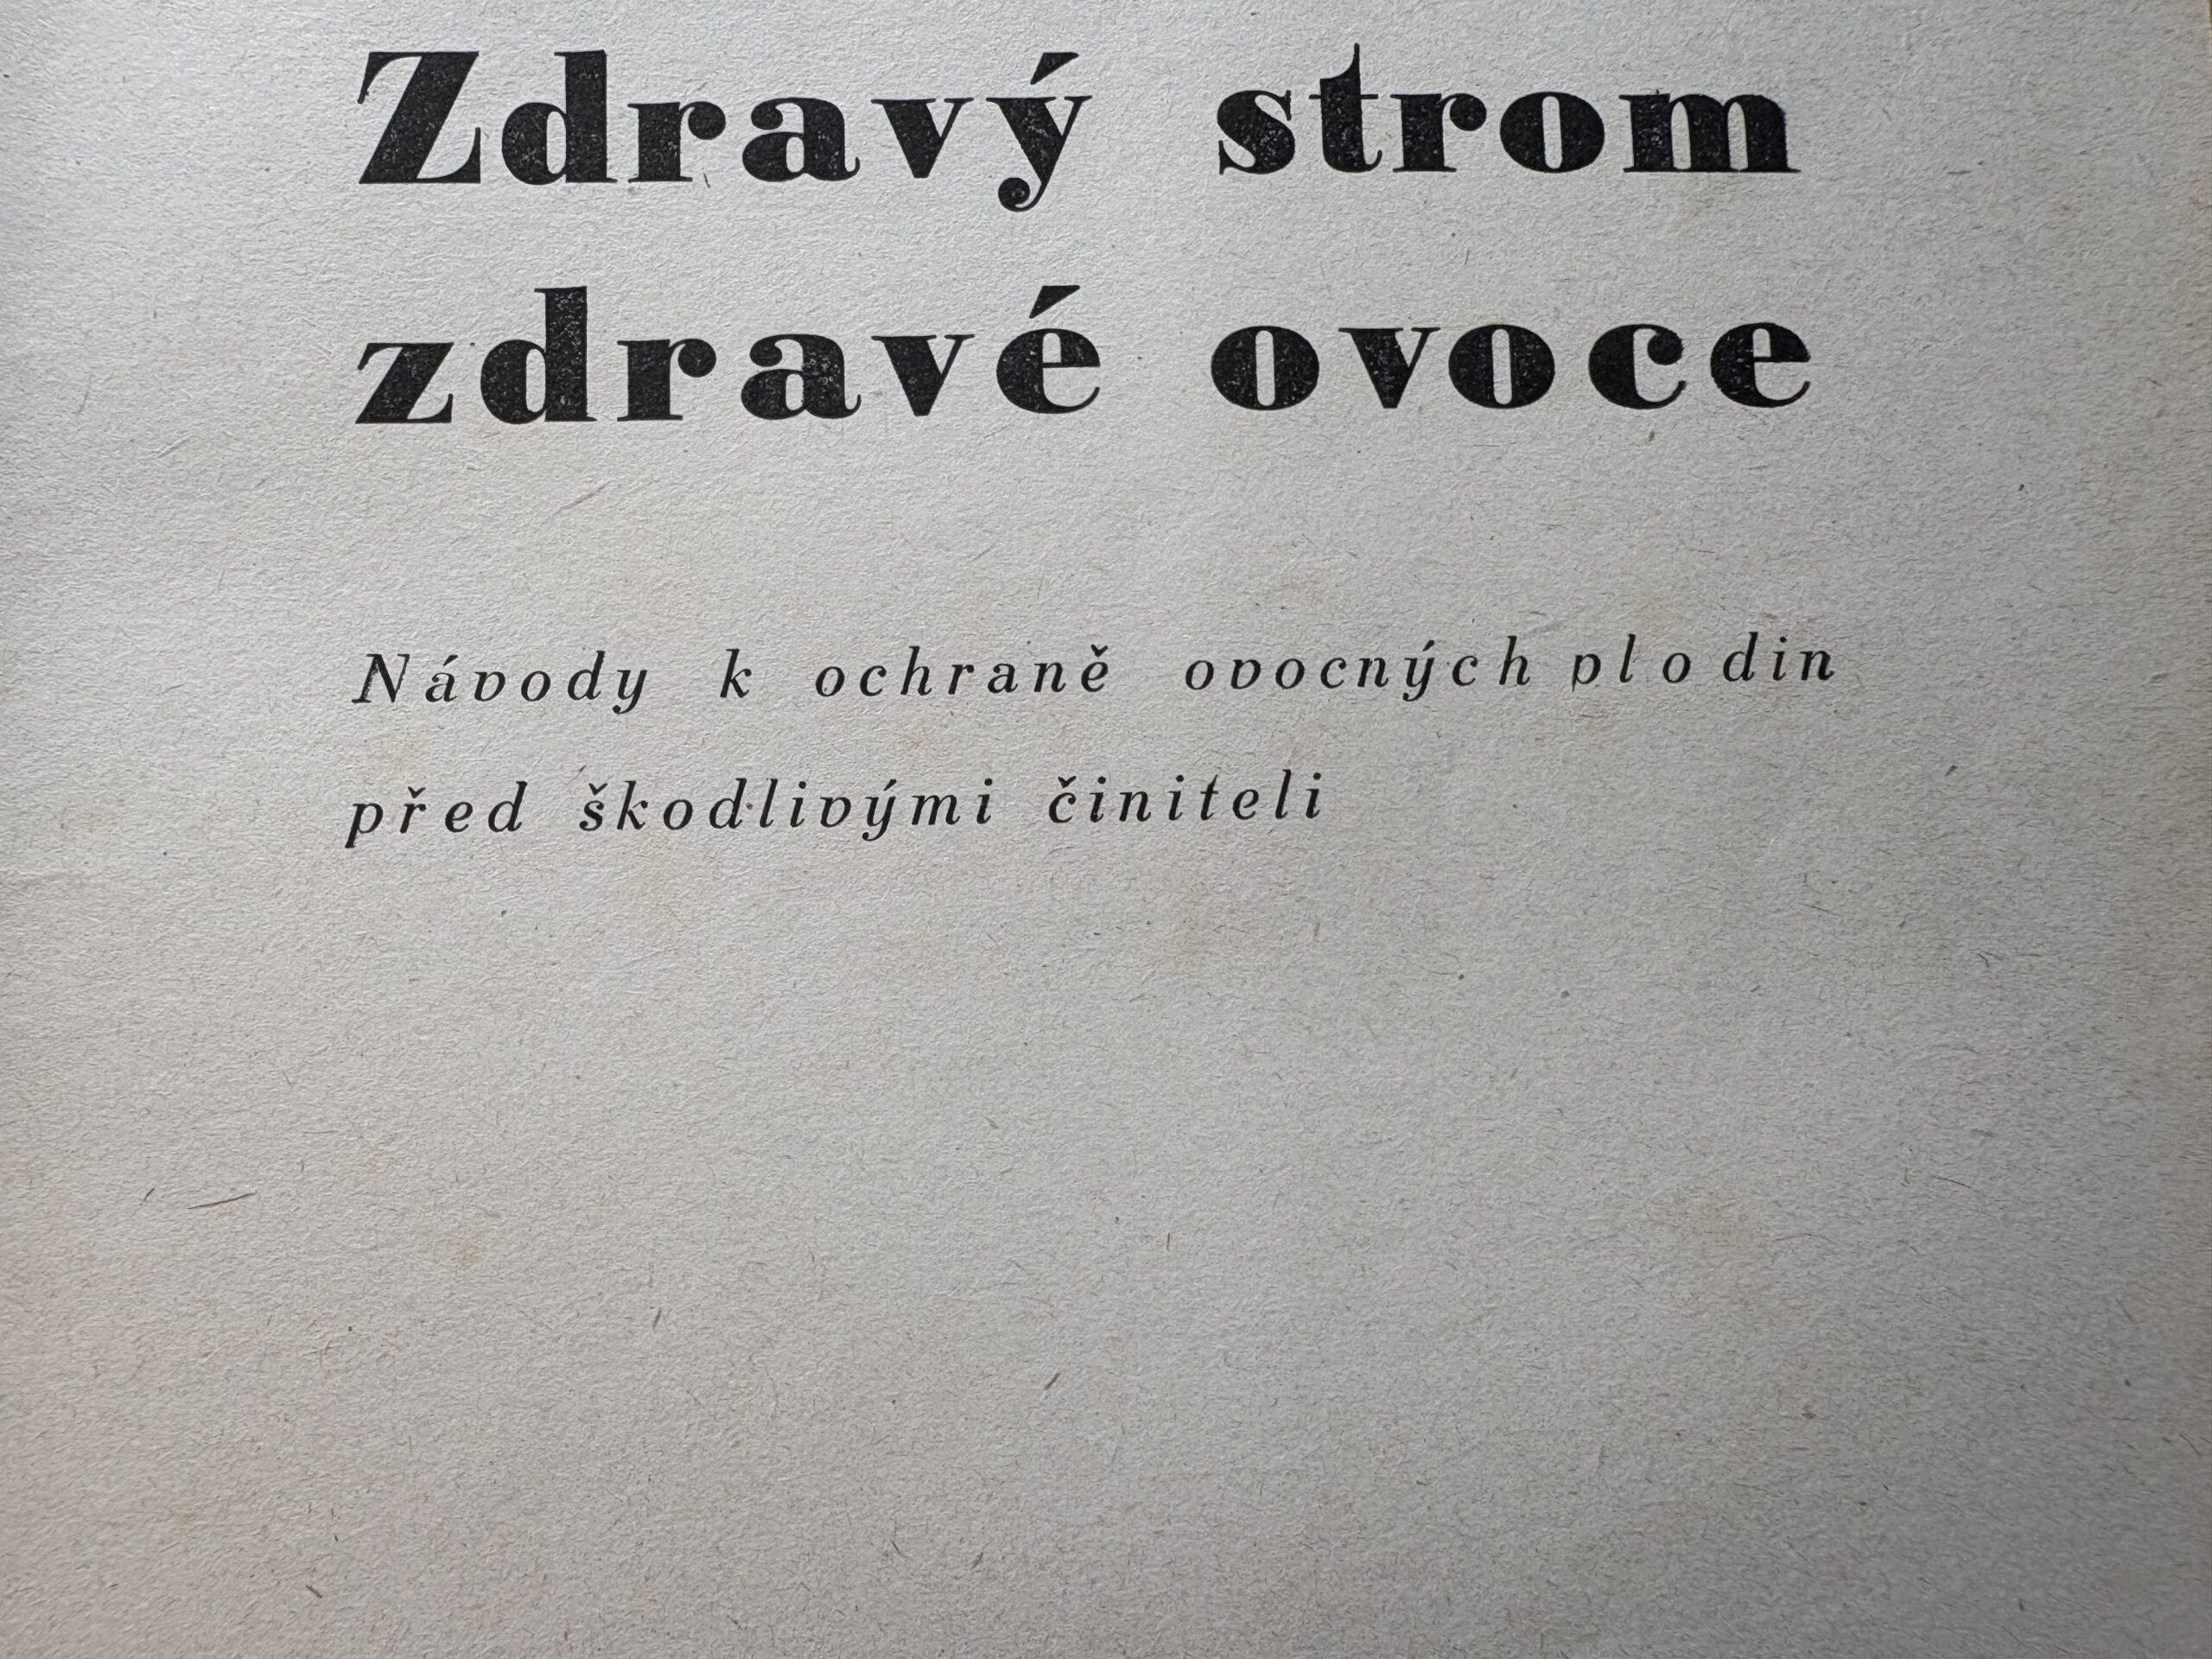 Zdravý strom
zdravé ovoce
Návody k ochraně ovocných plodin
před škodlivými činiteli